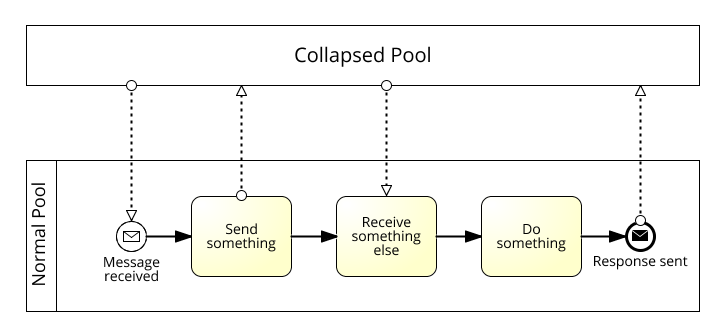 Collapsed Pool
Normal Pool
Message
received
Send
something
Receive
something
else
Do
something
Response sent